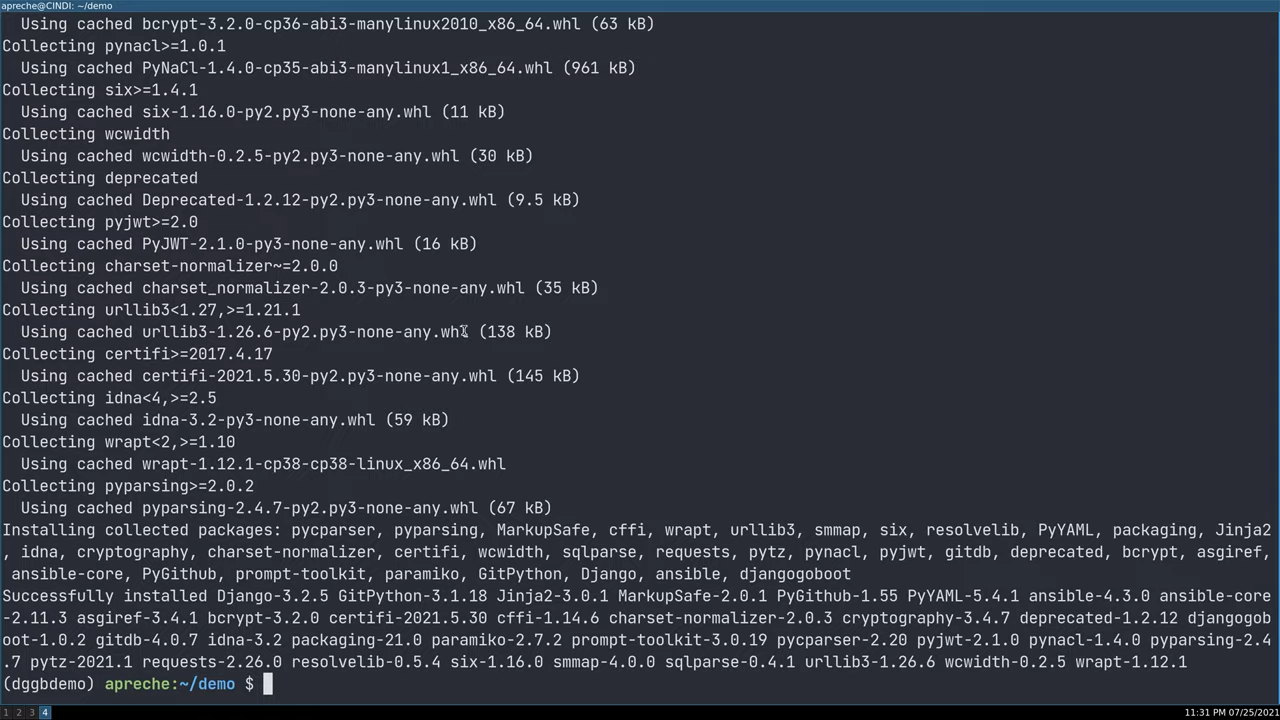 apreche@CINDI: ~/demo
Using cached bcrypt-3.2.0-cp36-abi3-manylinux2010_x86_64.whl (63 kB)
Collecting pynacl>=1.0.1
Using cached PyNaCl-1.4.0-cp35-abi3-manylinux1_x86_64.whl (961 kB)
Collecting six>=1.4.1
Using cached six-1.16.0-py2.py3-none-any.whl (11 kB)
Collecting wcwidth
Using cached wcwidth-0.2.5-py2.py3-none-any.whl (30 kB)
Collecting deprecated
Using cached Deprecated-1.2.12-py2.py3-none-any.whl (9.5 kB)
Collecting pyjwt>=2.0
Using cached PyJWT-2.1.0-py3-none-any.whl (16 kB)
Collecting charset-normalizer~=2.0.0
Using cached charset_normalizer-2.0.3-py3-none-any.whl (35 kB)
Collecting urllib3<1.27,>=1.21.1
Using cached urllib3-1.26.6-py2.py3-none-any.whl (138 kB)
Collecting certifi>=2017.4.17
Using cached certifi-2021.5.30-py2.py3-none-any.whl (145 kB)
Collecting idna<4,>=2.5
Using cached idna-3.2-py3-none-any.whl (59 kB)
Collecting wrapt<2,>=1.10
Using cached wrapt-1.12.1-cp38-cp38-linux_x86_64.whl
Collecting pyparsing>=2.0.2
Using cached pyparsing-2.4.7-py2.py3-none-any.whl (67 kB)
Installing collected packages: pycparser, pyparsing, MarkupSafe, cffi, wrapt, urllib3, smmap, six, resolvelib, PyYAML, packaging, Jinja2
, idna, cryptography, charset-normalizer, certifi, wcwidth, sqlparse, requests, pytz, pynacl, pyjwt, gitdb, deprecated, bcrypt, asgiref,
ansible-core, PyGithub, prompt-toolkit, paramiko, GitPython, Django, ansible, djangogoboot
Successfully installed Django-3.2.5 GitPython-3.1.18 Jinja2-3.0.1 MarkupSafe-2.0.1 PyGithub-1.55 PyYAML-5.4.1 ansible-4.3.0 ansible-core
-2.11.3 asgiref-3.4.1 bcrypt-3.2.0 certifi-2021.5.30 cffi-1.14.6 charset-normalizer-2.0.3 cryptography-3.4.7 deprecated-1.2.12 djangogob
oot-1.0.2 gitdb-4.0.7 idna-3.2 packaging-21.0 paramiko-2.7.2 prompt-toolkit-3.0.19 pycparser-2.20 pyjwt-2.1.0 pynacl-1.4.0 pyparsing-2.4
.7 pytz-2021.1 requests-2.26.0 resolvelib-0.5.4 six-1.16.0 smmap-4.0.0 sqlparse-0.4.1 urllib3-1.26.6 wcwidth-0.2.5 wrapt-1.12.1
(dggbdemo) apreche:~/demo $
1 2 3 4 11:31 PM 07/25/2021